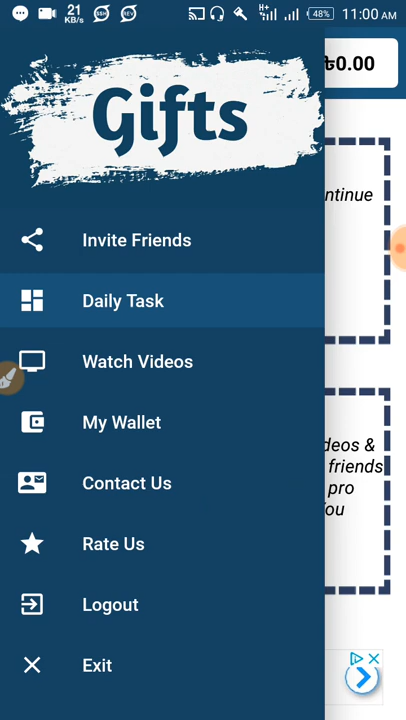 21
KB/s
H+
48%
11:00 AM
Gifts
৳0.00
ntinue
Invite Friends
Daily Task
Watch Videos
My Wallet
deos &
Contact Us
friends
pro
ou
Rate Us
Logout
Exit